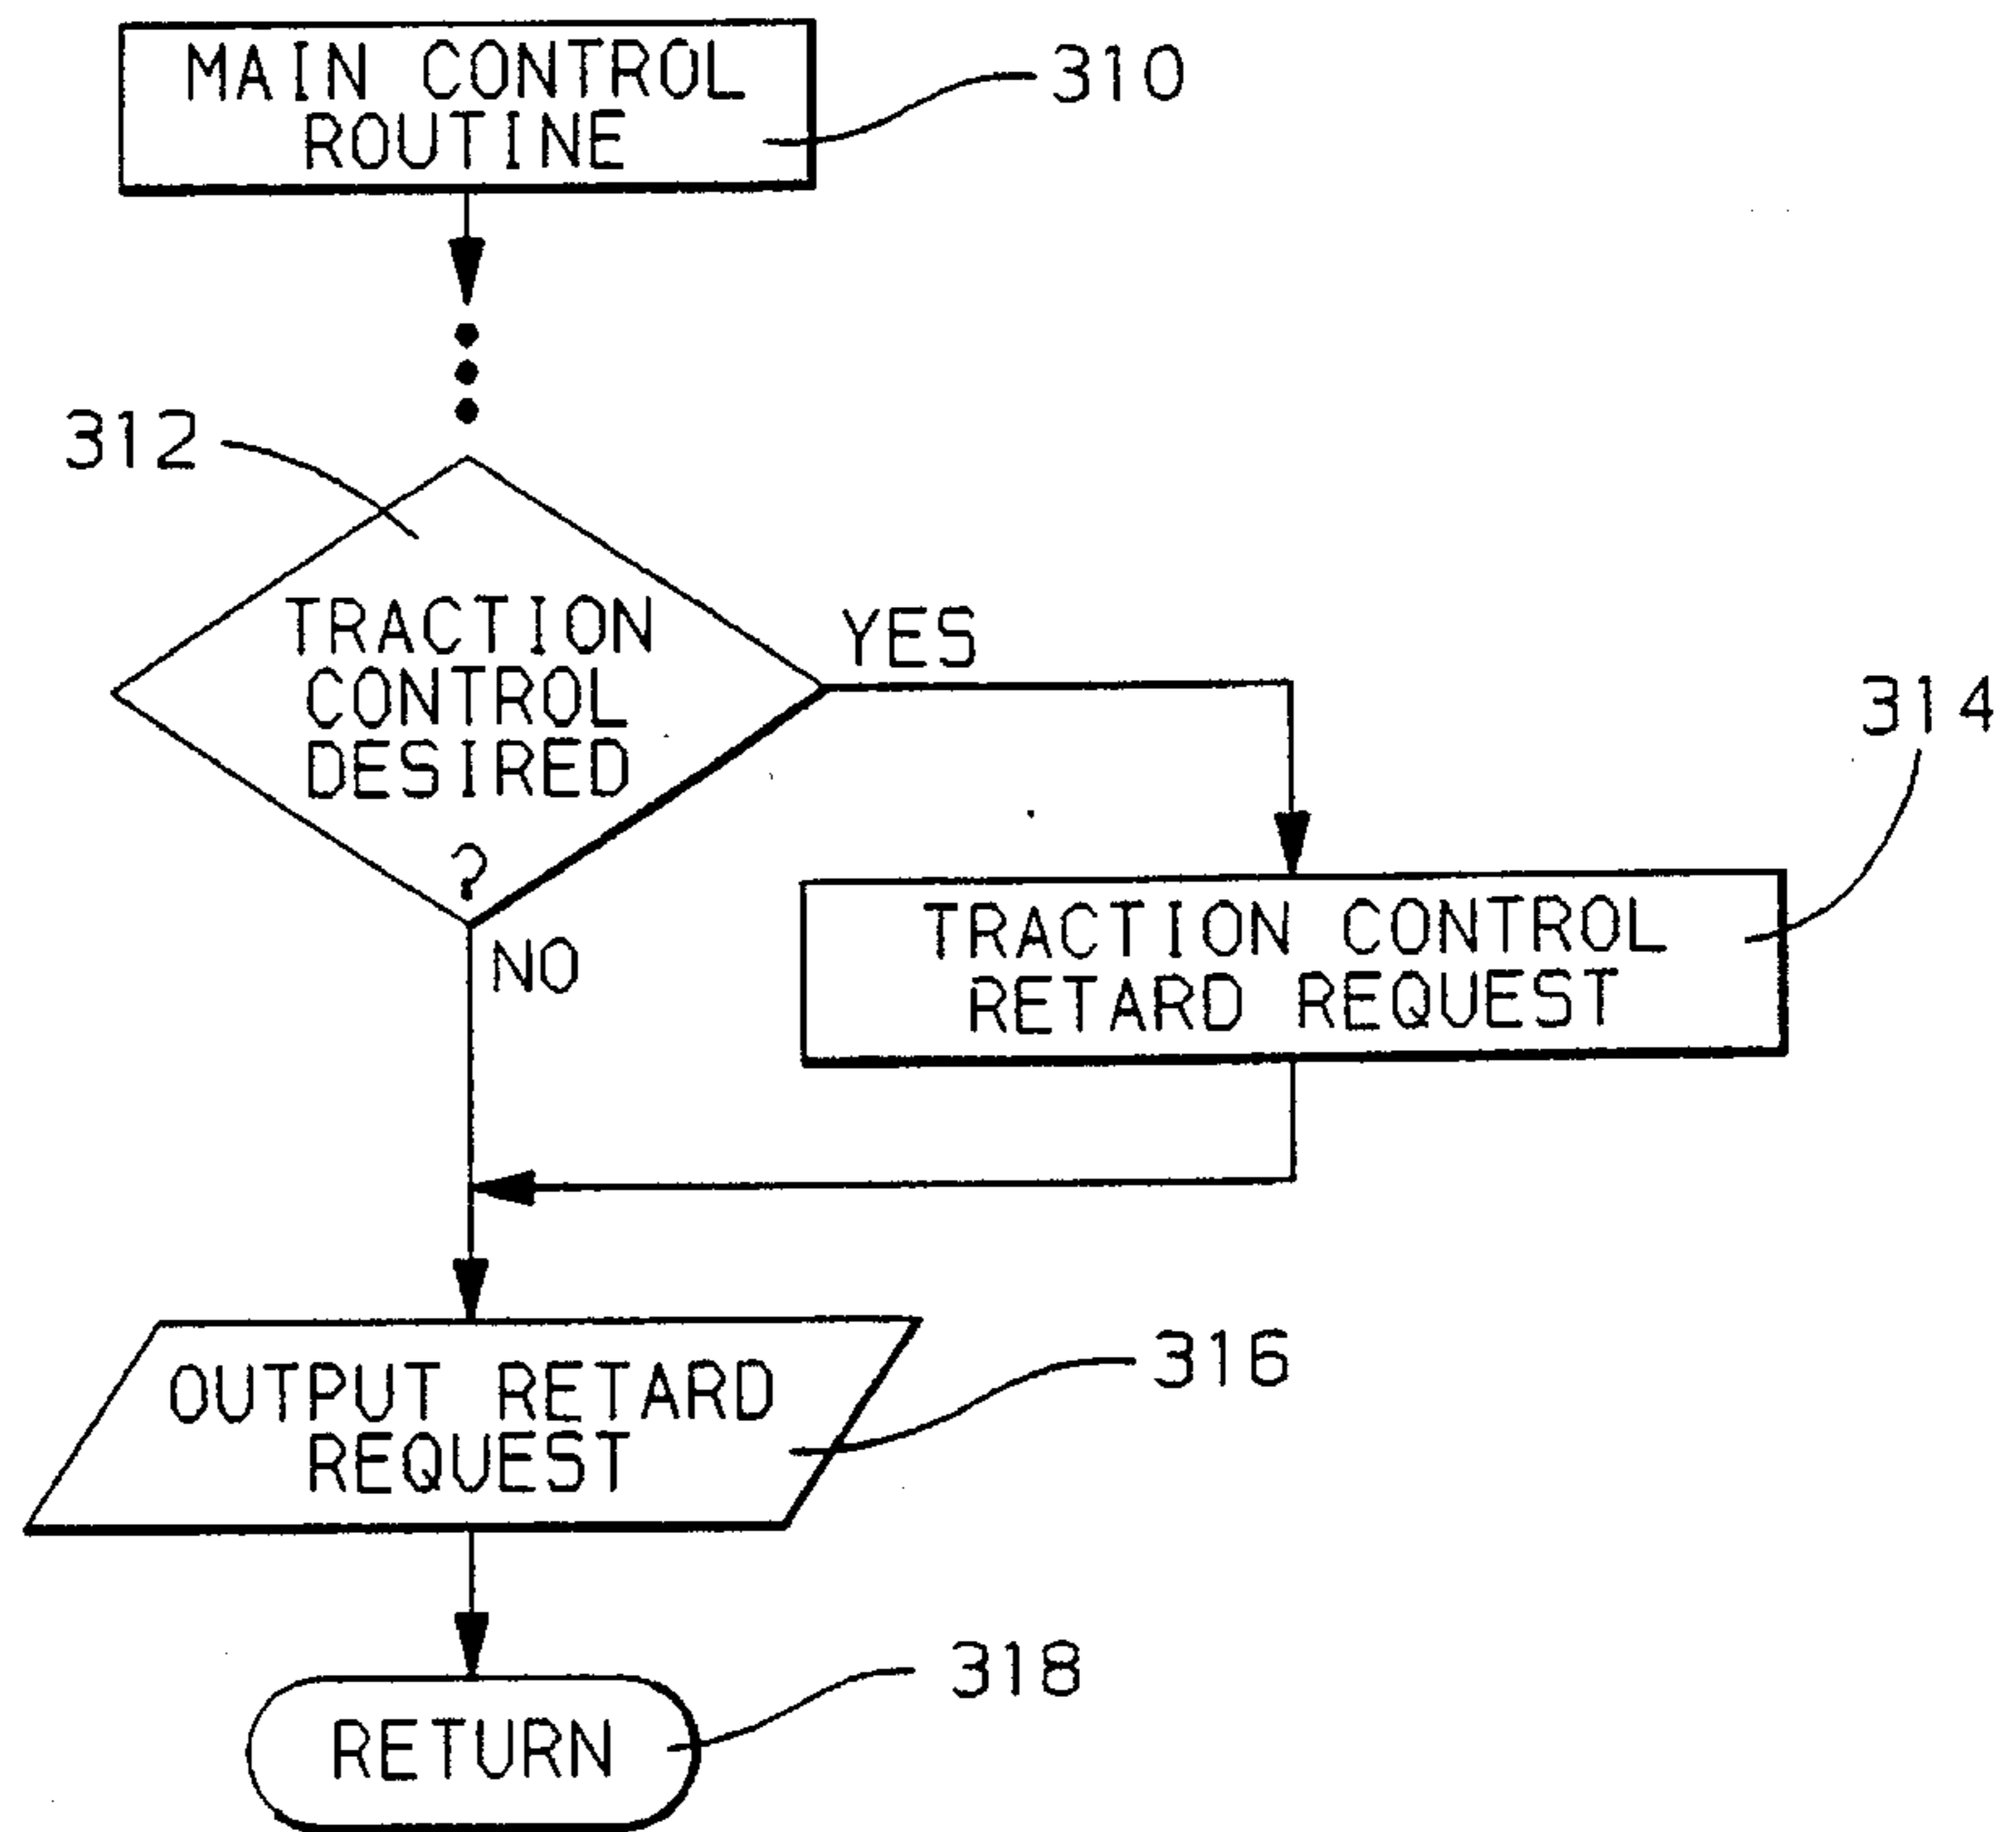 MAIN CONTROL
ROUTINE
310
312
TRACTION
CONTROL
DESIRED
?
YES
NO
314
TRACTION CONTROL
RETARD REQUEST
OUTPUT RETARD
REQUEST
316
RETURN
318